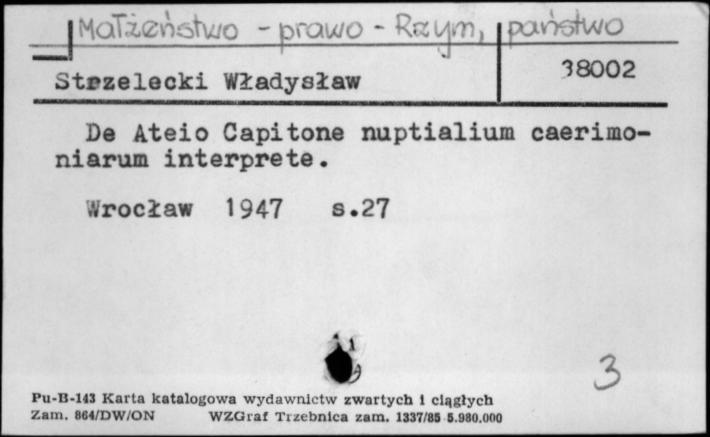 Małżeństwo - prawo - Rzym, państwo
Strzelecki Władysław
38002
De Ateio Capitone nuptialium caerimo-
niarum interprete.
Wrocław 1947 s.27
3
Pu-B-143 Karta katalogowa wydawnictw zwartych i ciągłych
Zam. 864/DW/ON WZGraf Trzebnica zam. 1337/85 5.980.000